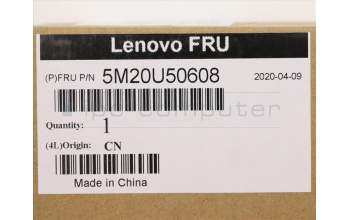 Lenovo FRU
(P)FRU P/N 5M20U50608 2020-04-09
Quantity: 1
(4L)Origin: CN
Made in China